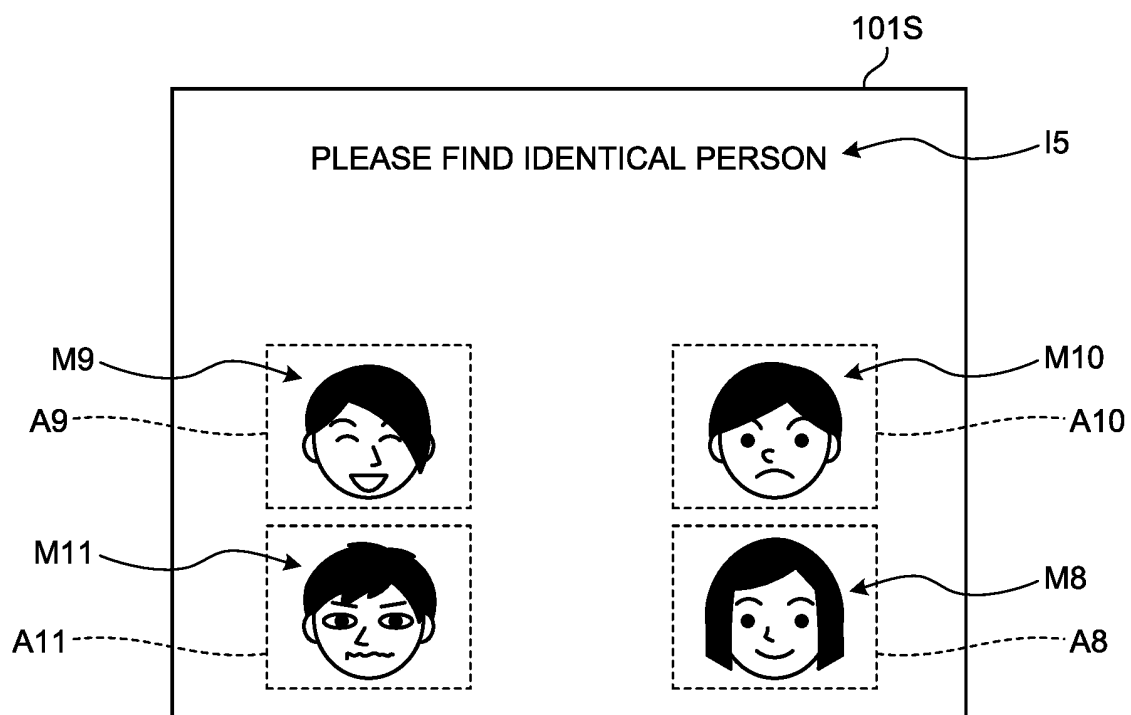 101S
PLEASE FIND IDENTICAL PERSON
I5
M9
M10
A9
A10
M11
M8
A11
A8